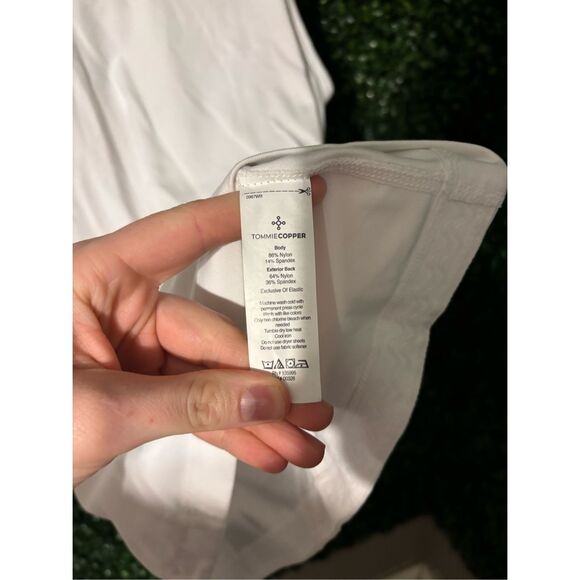 0967WR
TOMMIECOPPER
Body
86% Nylon
14% Spandex
Exterior Back
64% Nylon
36% Spandex
Exclusive Of Elastic
Machine wash cold with
permanent press cycle
with like colors
Only non chlorine bleach when
needed
Tumble dry low heat
Cool iron
Do not use dryer sheets
Do not use fabric softener